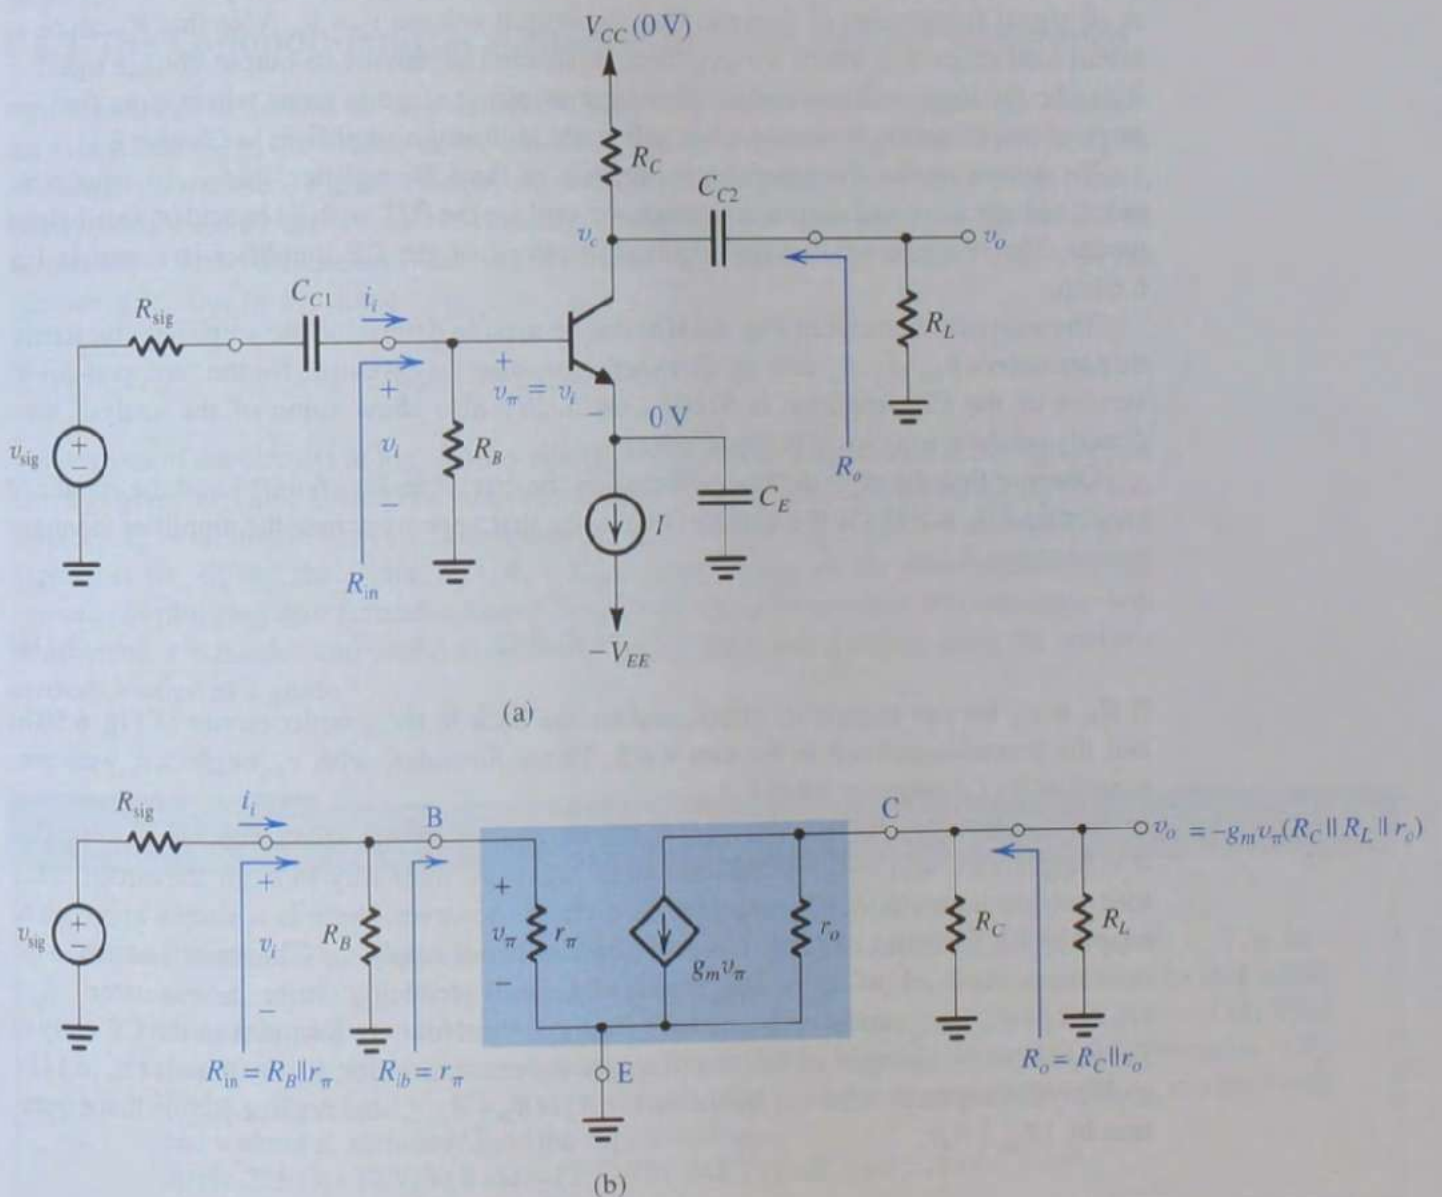 V_CC (0 V)
R_C
C_C2
v_c
v_o
C_C1
i_i
R_sig
R_L
+
v_π = v_i
−
+
0 V
v_sig
+
−
v_i
R_B
R_o
−
I
C_E
R_in
−V_EE
(a)
R_sig
i_i
B
C
v_o = −g_m v_π(R_C || R_L || r_o)
+
+
v_sig
+
−
v_i
R_B
v_π
r_π
g_m v_π
r_o
R_C
R_L
−
−
R_in = R_B || r_π
R_ib = r_π
E
R_o = R_C || r_o
(b)